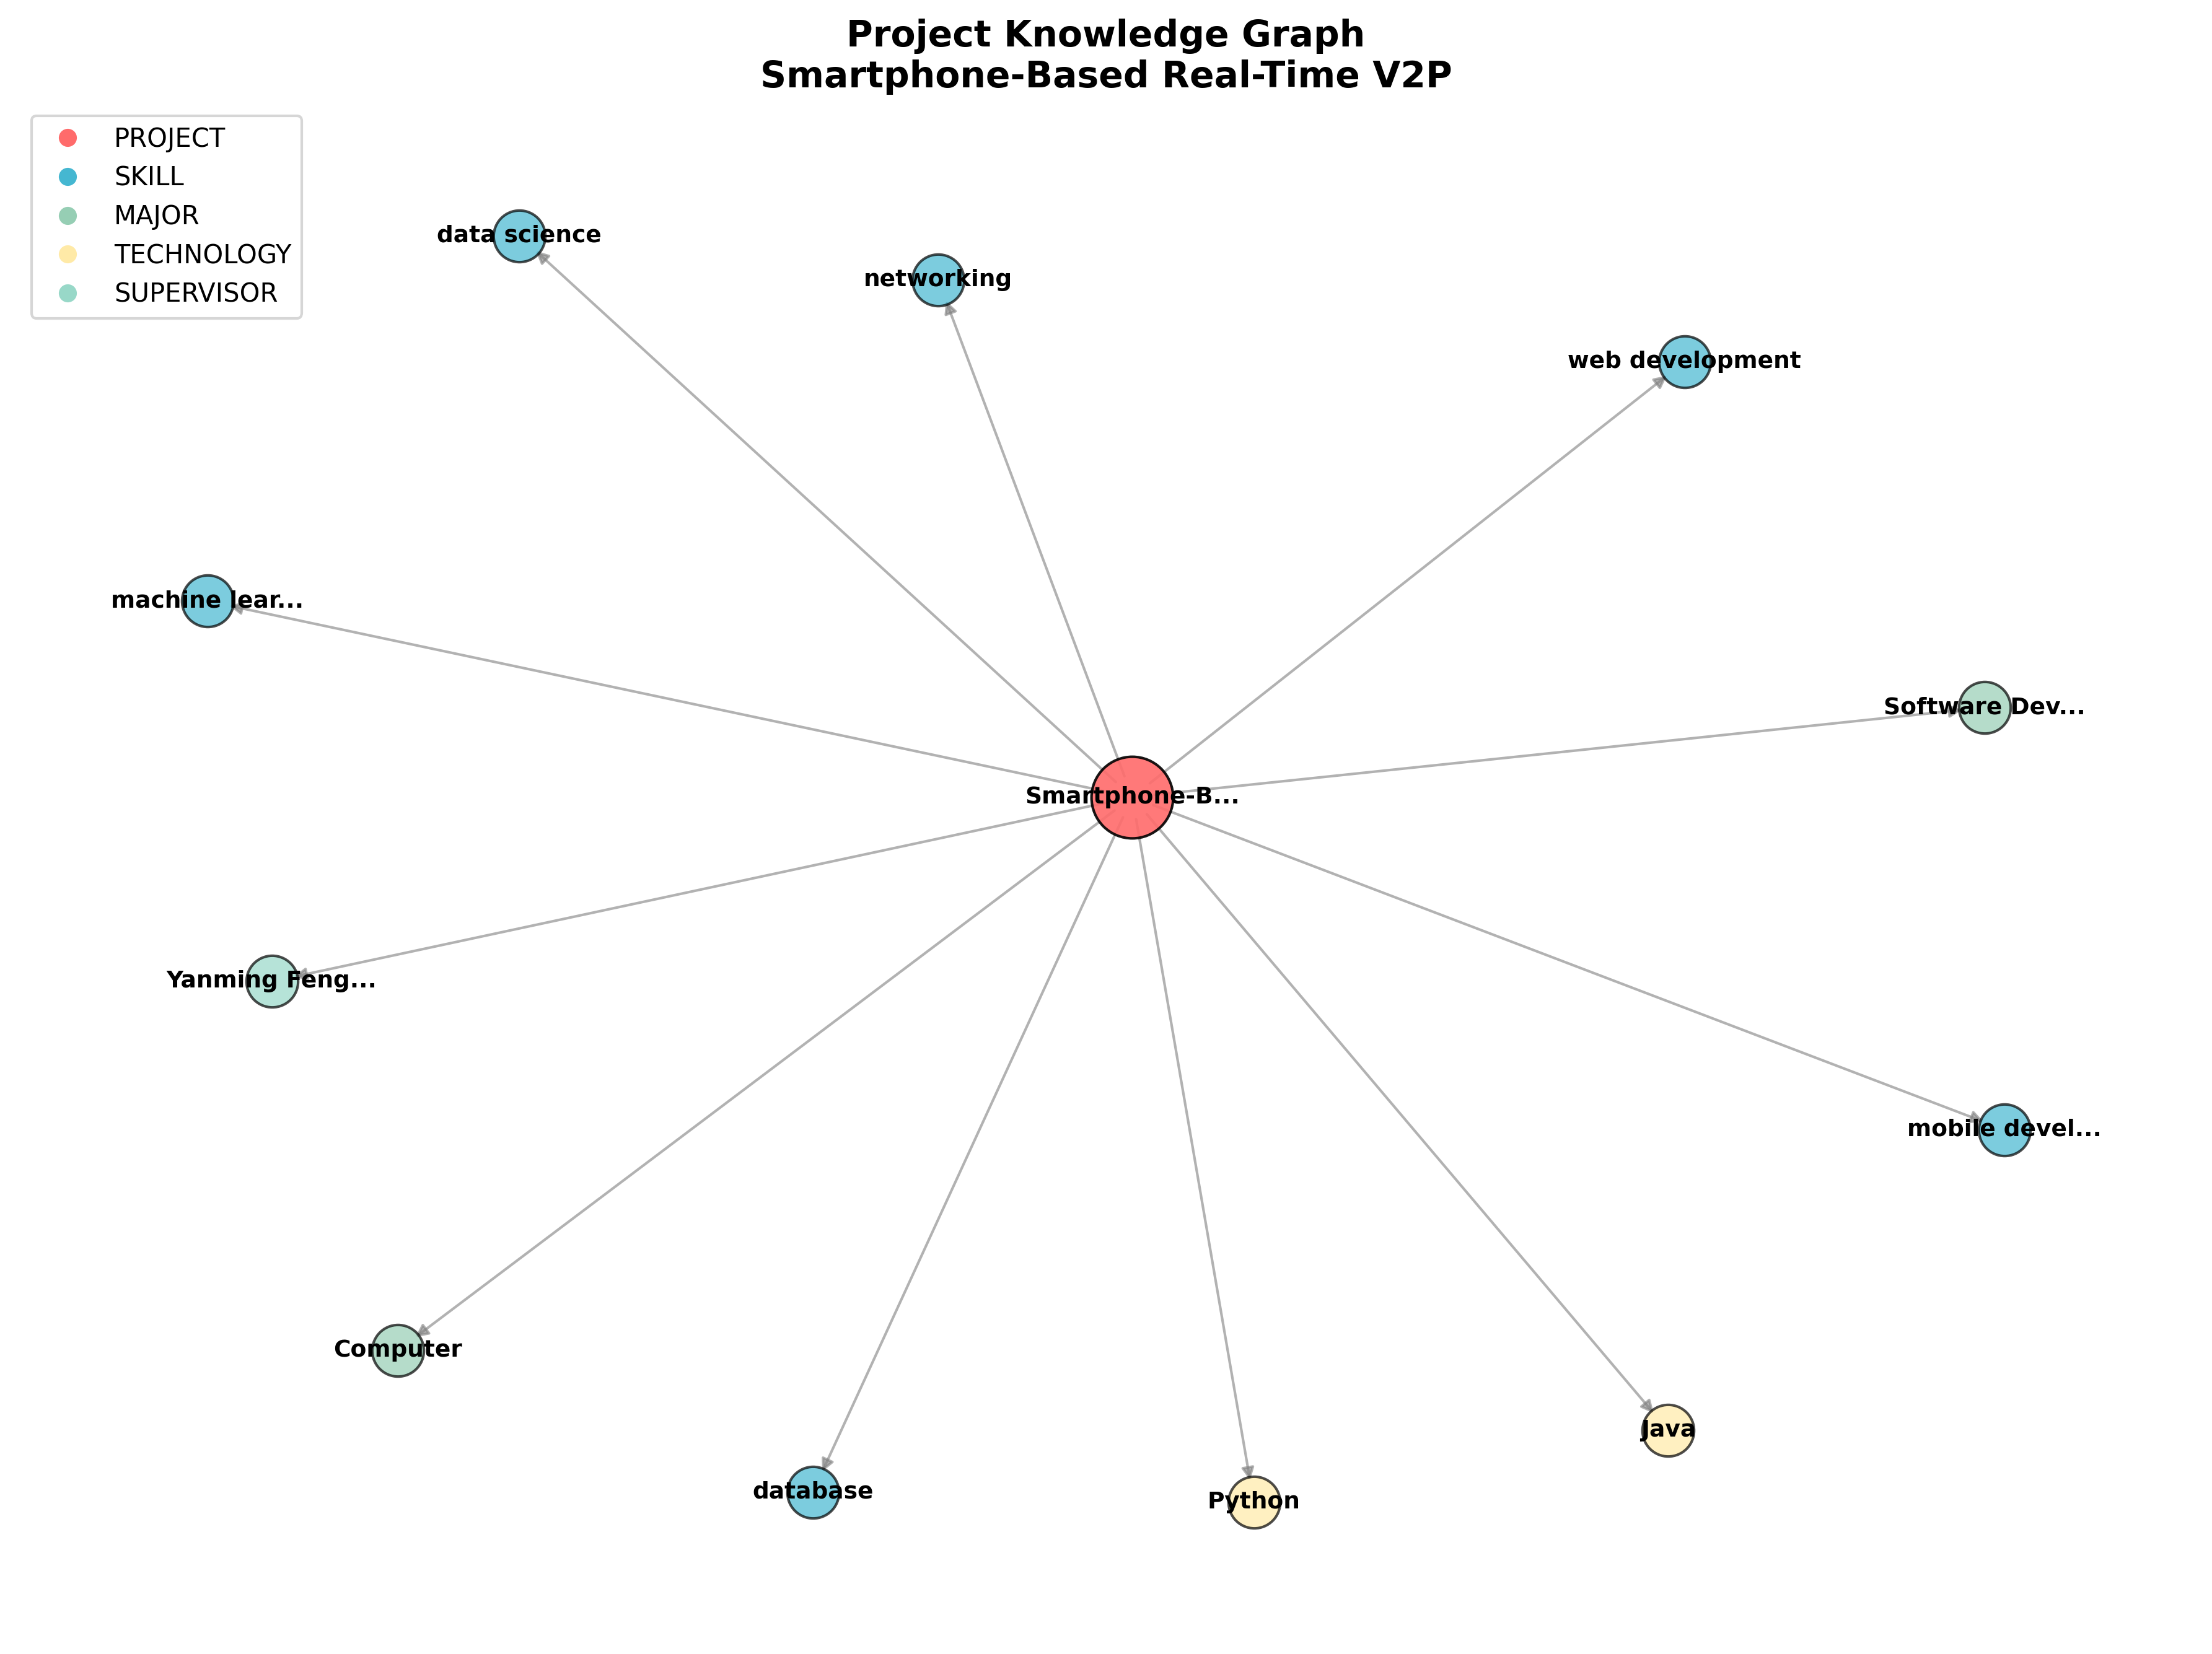 Project Knowledge Graph
Smartphone-Based Real-Time V2P
PROJECT
SKILL
MAJOR
TECHNOLOGY
SUPERVISOR
data science
networking
web development
machine lear...
Software Dev...
Smartphone-B...
Yanming Feng...
mobile devel...
Computer
Java
database
Python